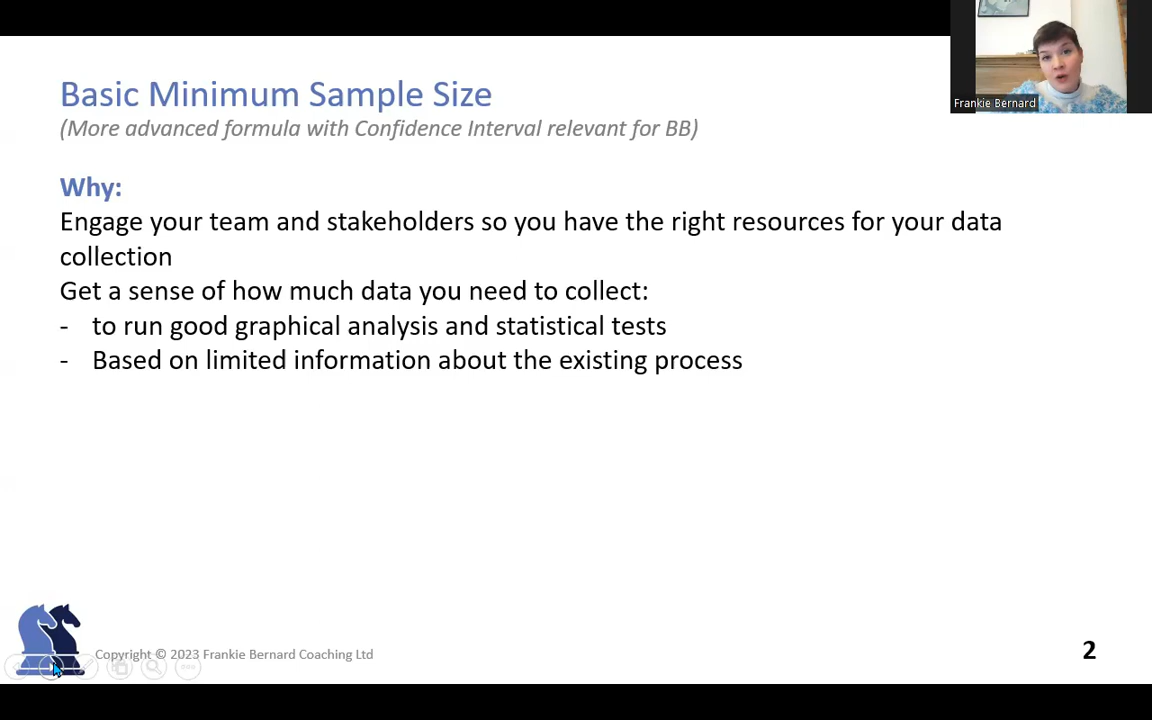 Basic Minimum Sample Size
(More advanced formula with Confidence Interval relevant for BB)
Frankie Bernard
Why:
Engage your team and stakeholders so you have the right resources for your data
collection
Get a sense of how much data you need to collect:
- to run good graphical analysis and statistical tests
- Based on limited information about the existing process
Copyright © 2023 Frankie Bernard Coaching Ltd
2